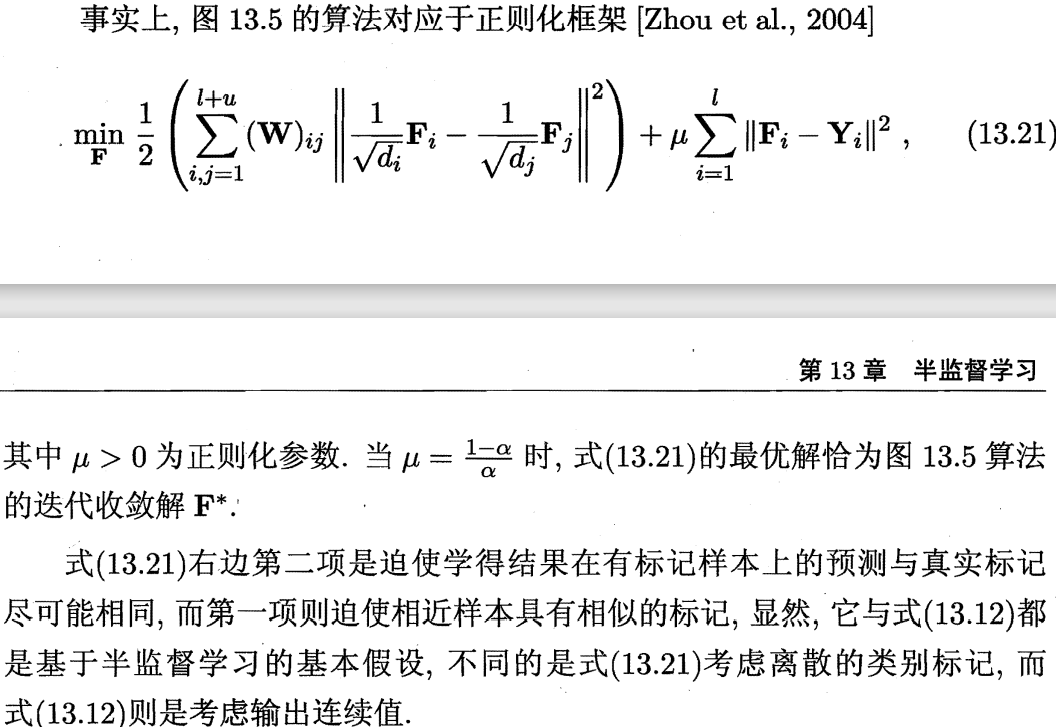 事实上, 图 13.5 的算法对应于正则化框架 [Zhou et al., 2004]
$\min_{\mathbf{F}} \frac{1}{2} \left( \sum_{i,j=1}^{l+u} (\mathbf{W})_{ij} \left\| \frac{1}{\sqrt{d_i}} \mathbf{F}_i - \frac{1}{\sqrt{d_j}} \mathbf{F}_j \right\|^2 \right) + \mu \sum_{i=1}^{l} \|\mathbf{F}_i - \mathbf{Y}_i\|^2 ,$ (13.21)
第 13 章 半监督学习
其中 $\mu > 0$ 为正则化参数. 当 $\mu = \frac{1-\alpha}{\alpha}$ 时, 式(13.21)的最优解恰为图 13.5 算法
的迭代收敛解 $\mathbf{F}^*$.
式(13.21)右边第二项是迫使学得结果在有标记样本上的预测与真实标记
尽可能相同, 而第一项则迫使相近样本具有相似的标记, 显然, 它与式(13.12)都
是基于半监督学习的基本假设, 不同的是式(13.21)考虑离散的类别标记, 而
式(13.12)则是考虑输出连续值.